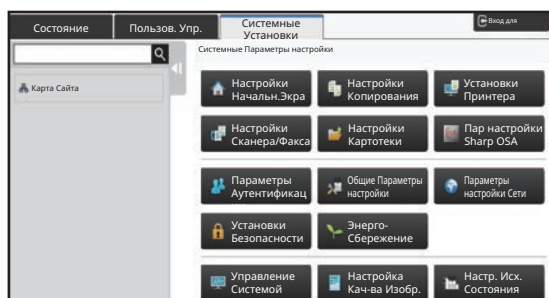 Состояние
Пользов. Упр.
Системные
Установки
Вход для
Системные Параметры настройки
Карта Сайта
Настройки
Начальн.Экра
Настройки
Копирования
Установки
Принтера
Настройки
Сканера/Факса
Настройки
Картотеки
Пар настройки
Sharp OSA
Параметры
Аутентификац
Общие Параметры
настройки
Параметры
настройки Сети
Установки
Безопасности
Энерго-
Сбережение
Управление
Системой
Настройка
Кач-ва Изобр.
Настр. Исх.
Состояния